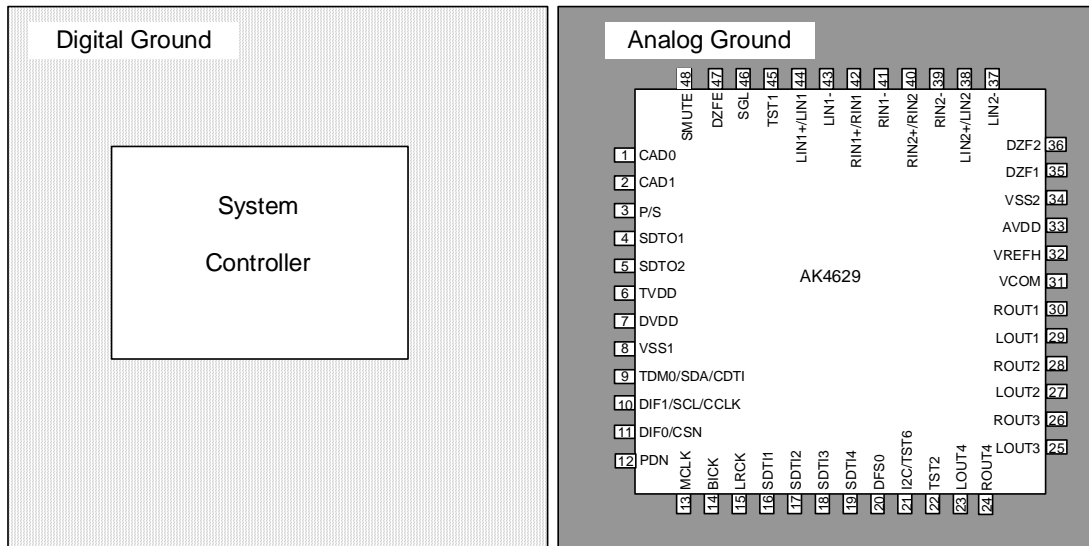 Digital Ground
System
Controller
Analog Ground
48 SMUTE
47 DZFE
46 SGL
45 TST1
44 LIN1+/LIN1
43 LIN1-
42 RIN1+/RIN1
41 RIN1-
40 RIN2+/RIN2
39 RIN2-
38 LIN2+/LIN2
37 LIN2-
1 CAD0
2 CAD1
3 P/S
4 SDTO1
5 SDTO2
6 TVDD
7 DVDD
8 VSS1
9 TDM0/SDA/CDTI
10 DIF1/SCL/CCLK
11 DIF0/CSN
12 PDN
AK4629
DZF2 36
DZF1 35
VSS2 34
AVDD 33
VREFH 32
VCOM 31
ROUT1 30
LOUT1 29
ROUT2 28
LOUT2 27
ROUT3 26
LOUT3 25
13 MCLK
14 BICK
15 LRCK
16 SDTI1
17 SDTI2
18 SDTI3
19 SDTI4
20 DFS0
21 I2C/TST6
22 TST2
23 LOUT4
24 ROUT4